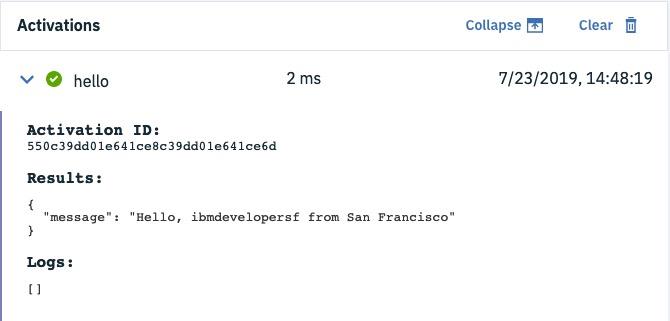 Activations Collapse Clear
hello 2 ms 7/23/2019, 14:48:19
Activation ID:
550c39dd01e641ce8c39dd01e641ce6d
Results:
{
"message": "Hello, ibmdevelopersf from San Francisco"
}
Logs:
[]